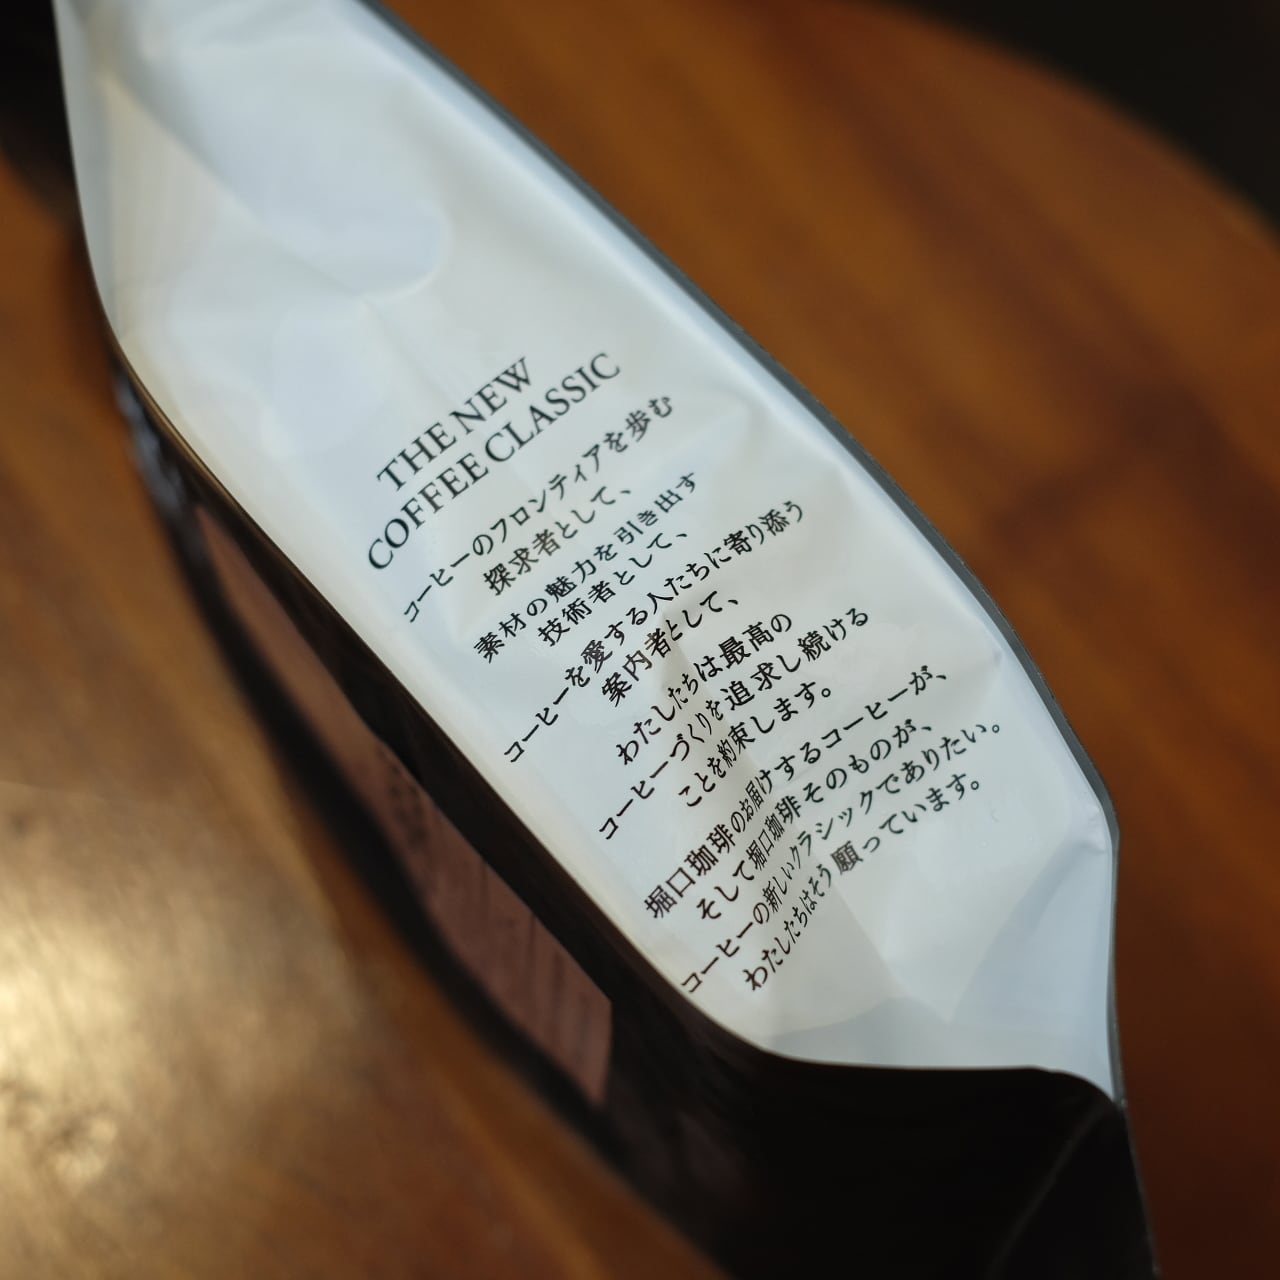 THE NEW
COFFEE CLASSIC
コーヒーのフロンティアを歩む
探求者として、
素材の魅力を引き出す
技術者として、
コーヒーを愛する人たちに寄り添う
案内者として、
わたしたちは最高の
コーヒーづくりを追求し続ける
ことを約束します。
堀口珈琲のお届けするコーヒーが、
そして堀口珈琲そのものが、
コーヒーの新しいクラシックでありたい。
わたしたちはそう願っています。